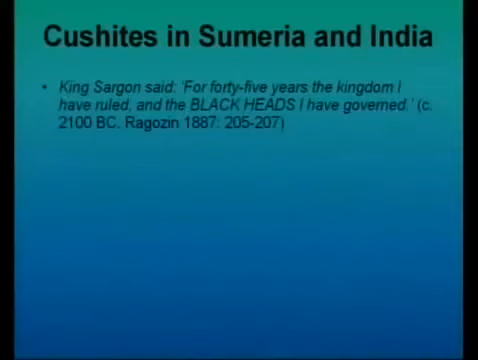 Cushites in Sumeria and India
• King Sargon said: 'For forty-five years the kingdom I
have ruled, and the BLACK HEADS I have governed.' (c.
2100 BC. Ragozin 1887: 205-207)